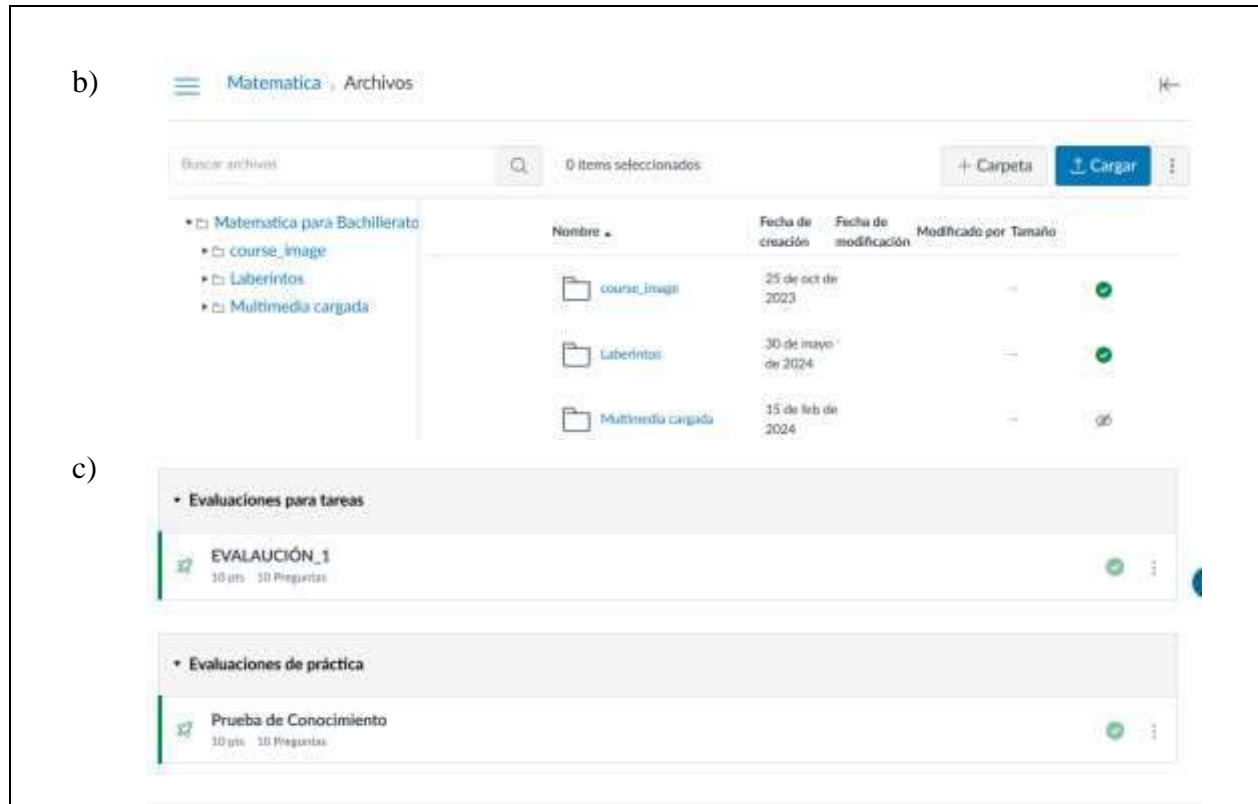 b)
Matematica › Archivos
Buscar archivos
0 items seleccionados
+ Carpeta
Cargar
Matematica para Bachillerato
course_image
Laberintos
Multimedia cargada
Nombre
Fecha de creación
Fecha de modificación
Modificado por
Tamaño
course_image
25 de oct de 2023
--
Laberintos
30 de mayo de 2024
--
Multimedia cargada
15 de feb de 2024
--
c)
Evaluaciones para tareas
EVALAUCIÓN_1
10 pts 10 Preguntas
Evaluaciones de práctica
Prueba de Conocimiento
10 pts 10 Preguntas